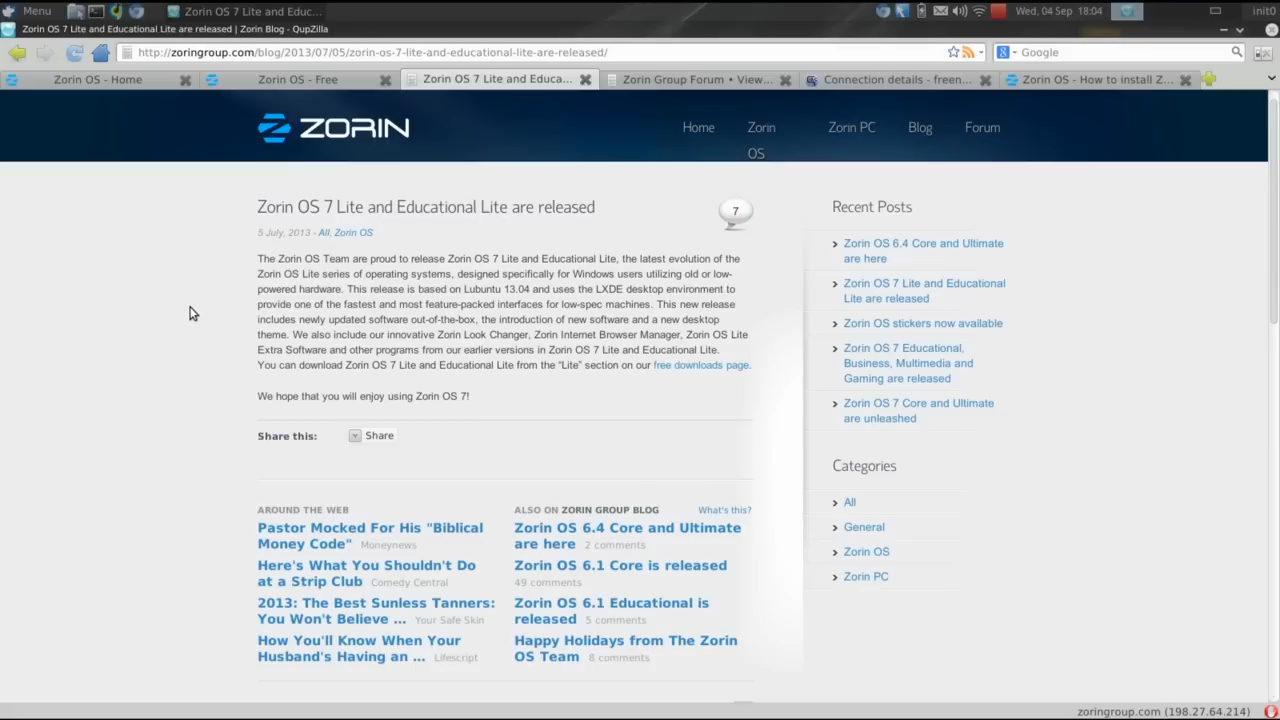 Menu
Zorin OS 7 Lite and Educ...
Wed, 04 Sep 18:04
init0
Zorin OS 7 Lite and Educational Lite are released | Zorin Blog - QupZilla
http://zoringroup.com/blog/2013/07/05/zorin-os-7-lite-and-educational-lite-are-released/
Google
Zorin OS - Home
Zorin OS - Free
Zorin OS 7 Lite and Educa...
Zorin Group Forum • View...
Connection details - freen...
Zorin OS - How to install Z...
ZORIN
Home
Zorin OS
Zorin PC
Blog
Forum
Zorin OS 7 Lite and Educational Lite are released
7
5 July, 2013 - All, Zorin OS
The Zorin OS Team are proud to release Zorin OS 7 Lite and Educational Lite, the latest evolution of the
Zorin OS Lite series of operating systems, designed specifically for Windows users utilizing old or low-
powered hardware. This release is based on Lubuntu 13.04 and uses the LXDE desktop environment to
provide one of the fastest and most feature-packed interfaces for low-spec machines. This new release
includes newly updated software out-of-the-box, the introduction of new software and a new desktop
theme. We also include our innovative Zorin Look Changer, Zorin Internet Browser Manager, Zorin OS Lite
Extra Software and other programs from our earlier versions in Zorin OS 7 Lite and Educational Lite.
You can download Zorin OS 7 Lite and Educational Lite from the “Lite” section on our free downloads page.
We hope that you will enjoy using Zorin OS 7!
Share this:
Share
AROUND THE WEB
Pastor Mocked For His "Biblical
Money Code" Moneynews
Here's What You Shouldn't Do
at a Strip Club Comedy Central
2013: The Best Sunless Tanners:
You Won't Believe ... Your Safe Skin
How You'll Know When Your
Husband's Having an ... Lifescript
ALSO ON ZORIN GROUP BLOG
What's this?
Zorin OS 6.4 Core and Ultimate
are here 2 comments
Zorin OS 6.1 Core is released
49 comments
Zorin OS 6.1 Educational is
released 5 comments
Happy Holidays from The Zorin
OS Team 8 comments
Recent Posts
Zorin OS 6.4 Core and Ultimate
are here
Zorin OS 7 Lite and Educational
Lite are released
Zorin OS stickers now available
Zorin OS 7 Educational,
Business, Multimedia and
Gaming are released
Zorin OS 7 Core and Ultimate
are unleashed
Categories
All
General
Zorin OS
Zorin PC
zoringroup.com (198.27.64.214)